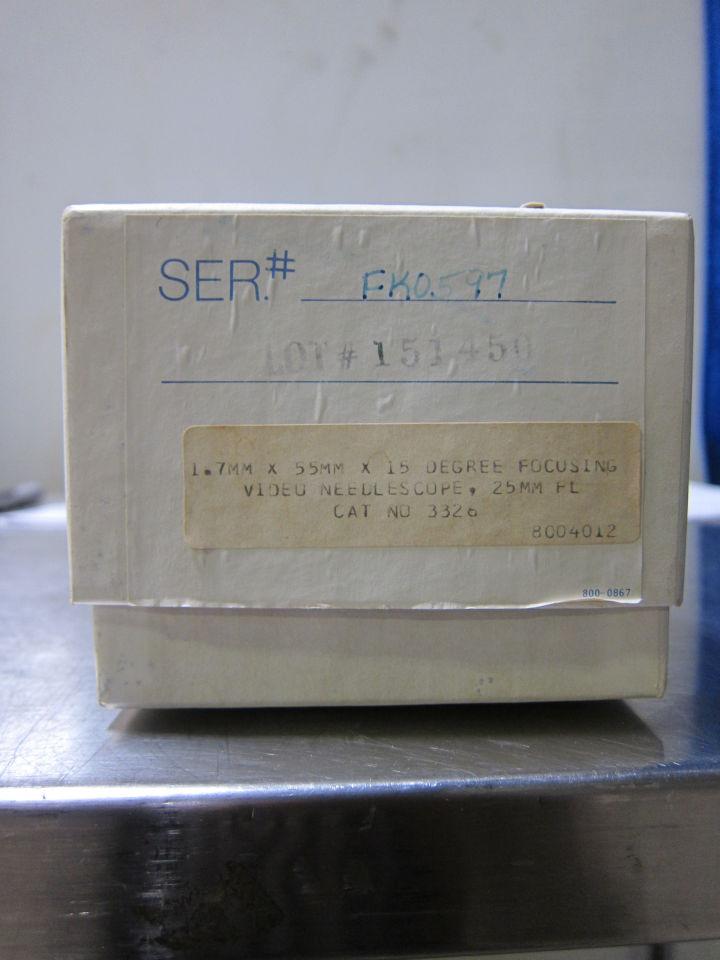 SER.# FK0597
LOT # 151450
1.7MM X 55MM X 15 DEGREE FOCUSING
VIDEO NEEDLESCOPE, 25MM FL
CAT NO 3326
8004012
800-0867